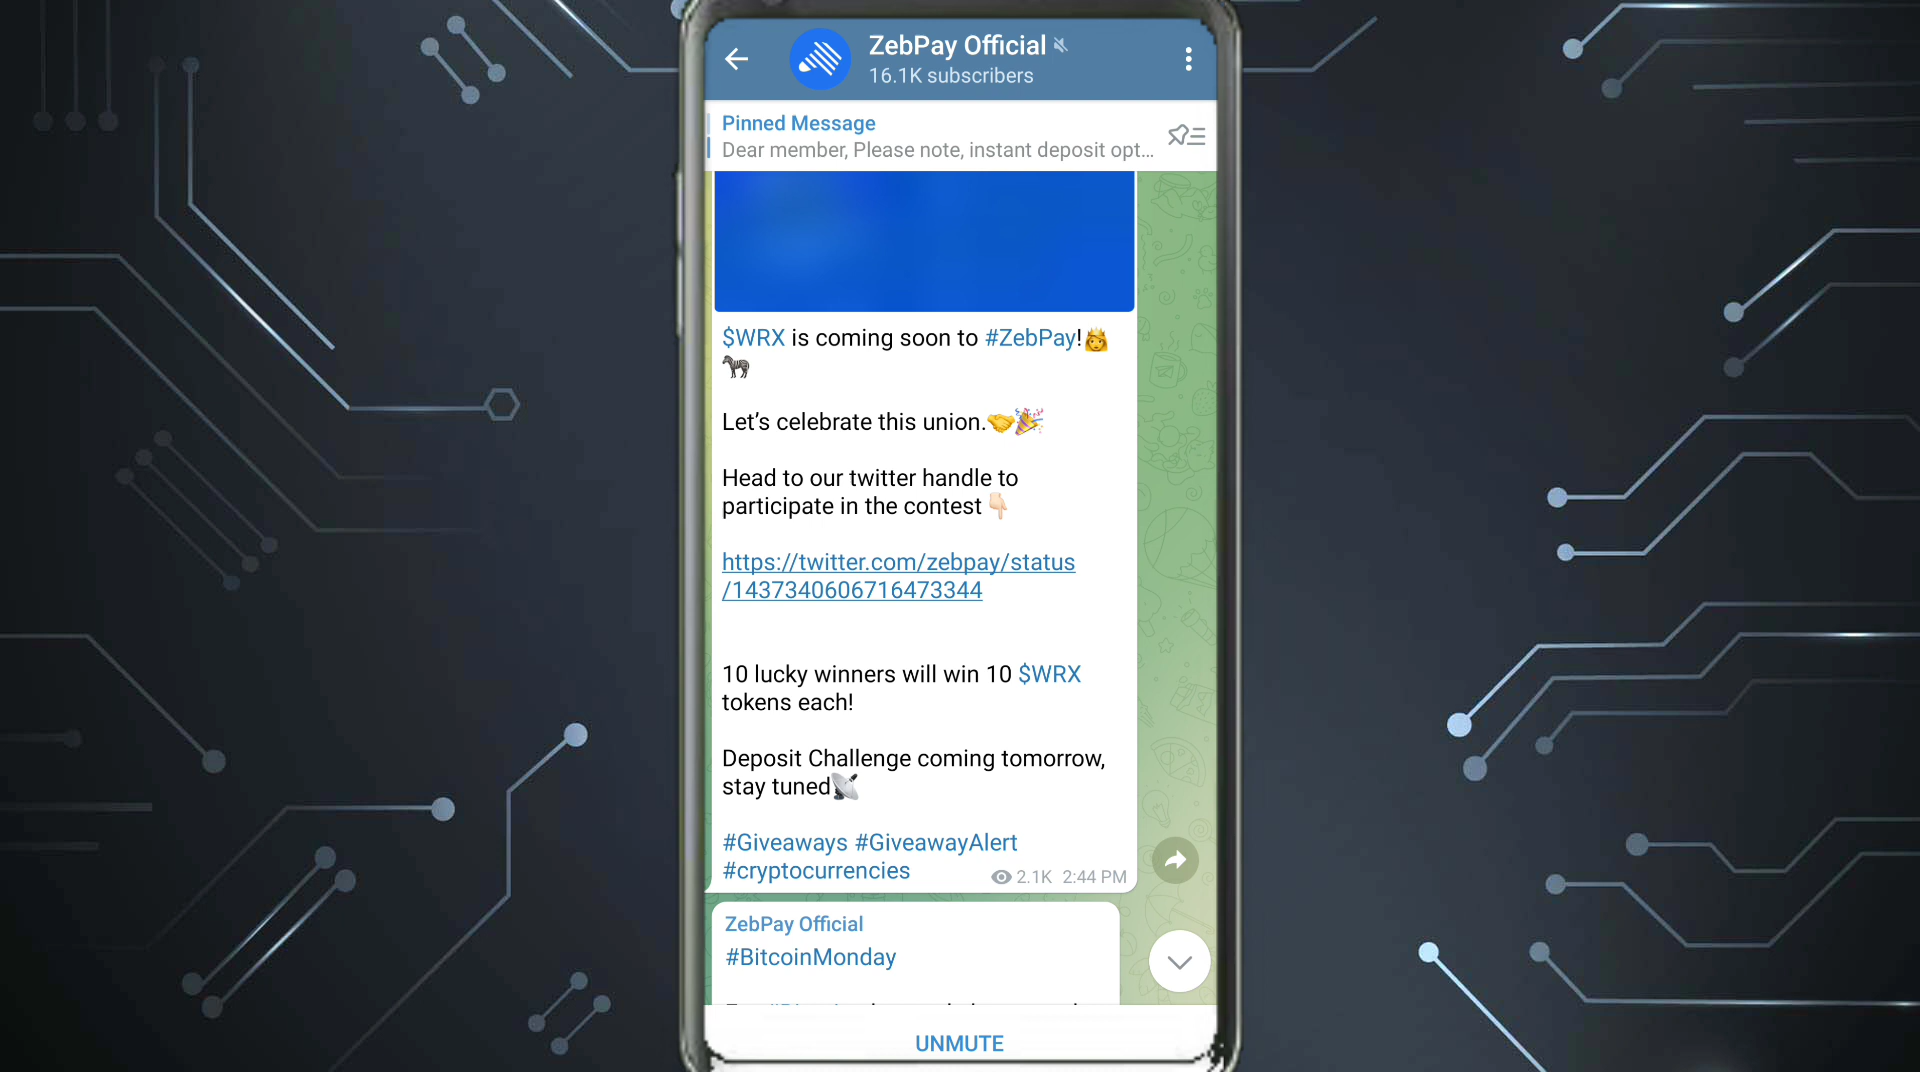 ZebPay Official
16.1K subscribers
Pinned Message
Dear member, Please note, instant deposit opt...
$WRX is coming soon to #ZebPay!👸
🦓
Let’s celebrate this union.🤝🎉
Head to our twitter handle to
participate in the contest👇🏻
https://twitter.com/zebpay/status
/1437340606716473344
10 lucky winners will win 10 $WRX
tokens each!
Deposit Challenge coming tomorrow,
stay tuned📡
#Giveaways #GiveawayAlert
#cryptocurrencies
2.1K 2:44 PM
ZebPay Official
#BitcoinMonday
UNMUTE